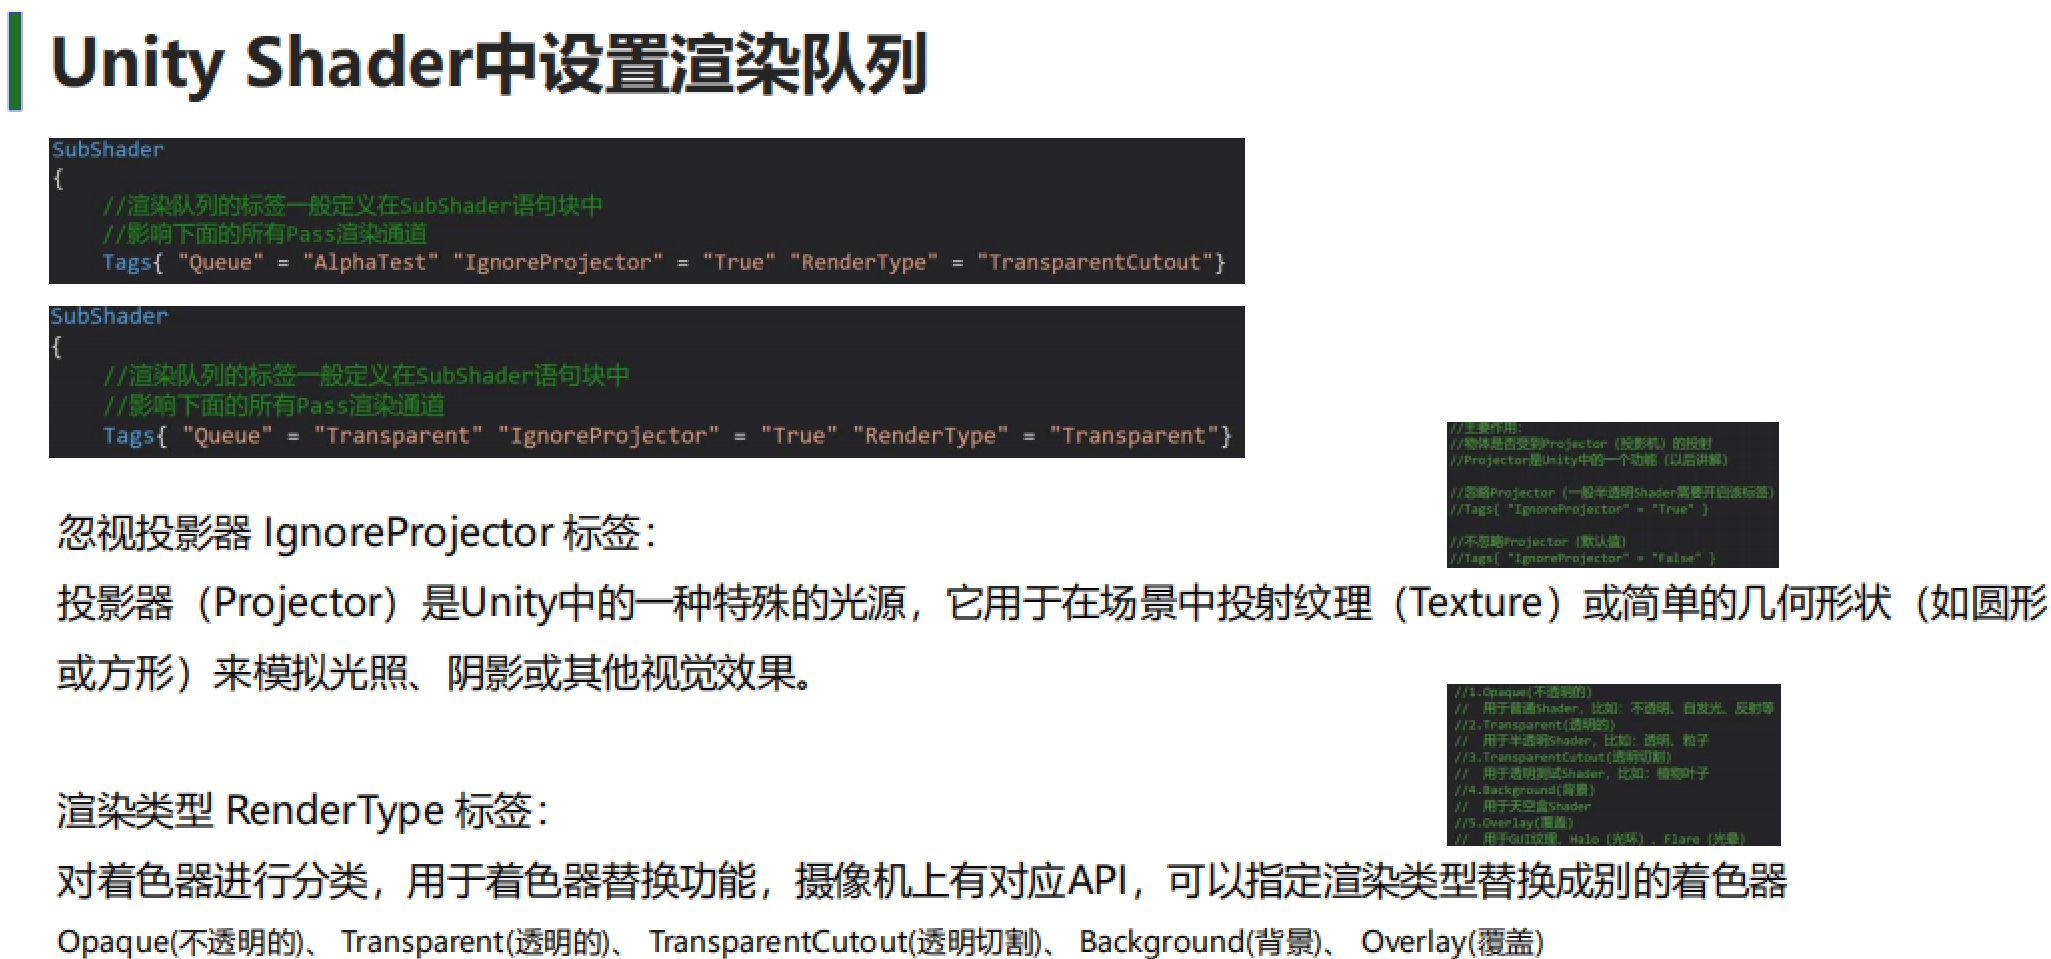 Unity Shader中设置渲染队列
SubShader
{
//渲染队列的标签一般定义在SubShader语句块中
//影响下面的所有Pass渲染通道
Tags{ "Queue" = "AlphaTest" "IgnoreProjector" = "True" "RenderType" = "TransparentCutout"}
SubShader
{
//渲染队列的标签一般定义在SubShader语句块中
//影响下面的所有Pass渲染通道
Tags{ "Queue" = "Transparent" "IgnoreProjector" = "True" "RenderType" = "Transparent"}
//主要作用:
//物体是否受到Projector（投影机）的投射
//Projector是Unity中的一个功能（以后讲解）
//忽略Projector（一般半透明Shader需要开启该标签）
//Tags{ "IgnoreProjector" = "True" }
//不忽略Projector（默认值）
//Tags{ "IgnoreProjector" = "False" }
忽视投影器 IgnoreProjector 标签：
投影器（Projector）是Unity中的一种特殊的光源，它用于在场景中投射纹理（Texture）或简单的几何形状（如圆形
或方形）来模拟光照、阴影或其他视觉效果。
//1.Opaque(不透明的)
// 用于普通Shader，比如：不透明、自发光、反射等
//2.Transparent(透明的)
// 用于半透明Shader，比如：透明、粒子
//3.TransparentCutout(透明切割)
// 用于透明测试Shader，比如：植物叶子
//4.Background(背景)
// 用于天空盒Shader
//5.Overlay(覆盖)
// 用于GUI纹理、Halo（光环）、Flare（光晕）
渲染类型 RenderType 标签：
对着色器进行分类，用于着色器替换功能，摄像机上有对应API，可以指定渲染类型替换成别的着色器
Opaque(不透明的)、 Transparent(透明的)、 TransparentCutout(透明切割)、 Background(背景)、 Overlay(覆盖)